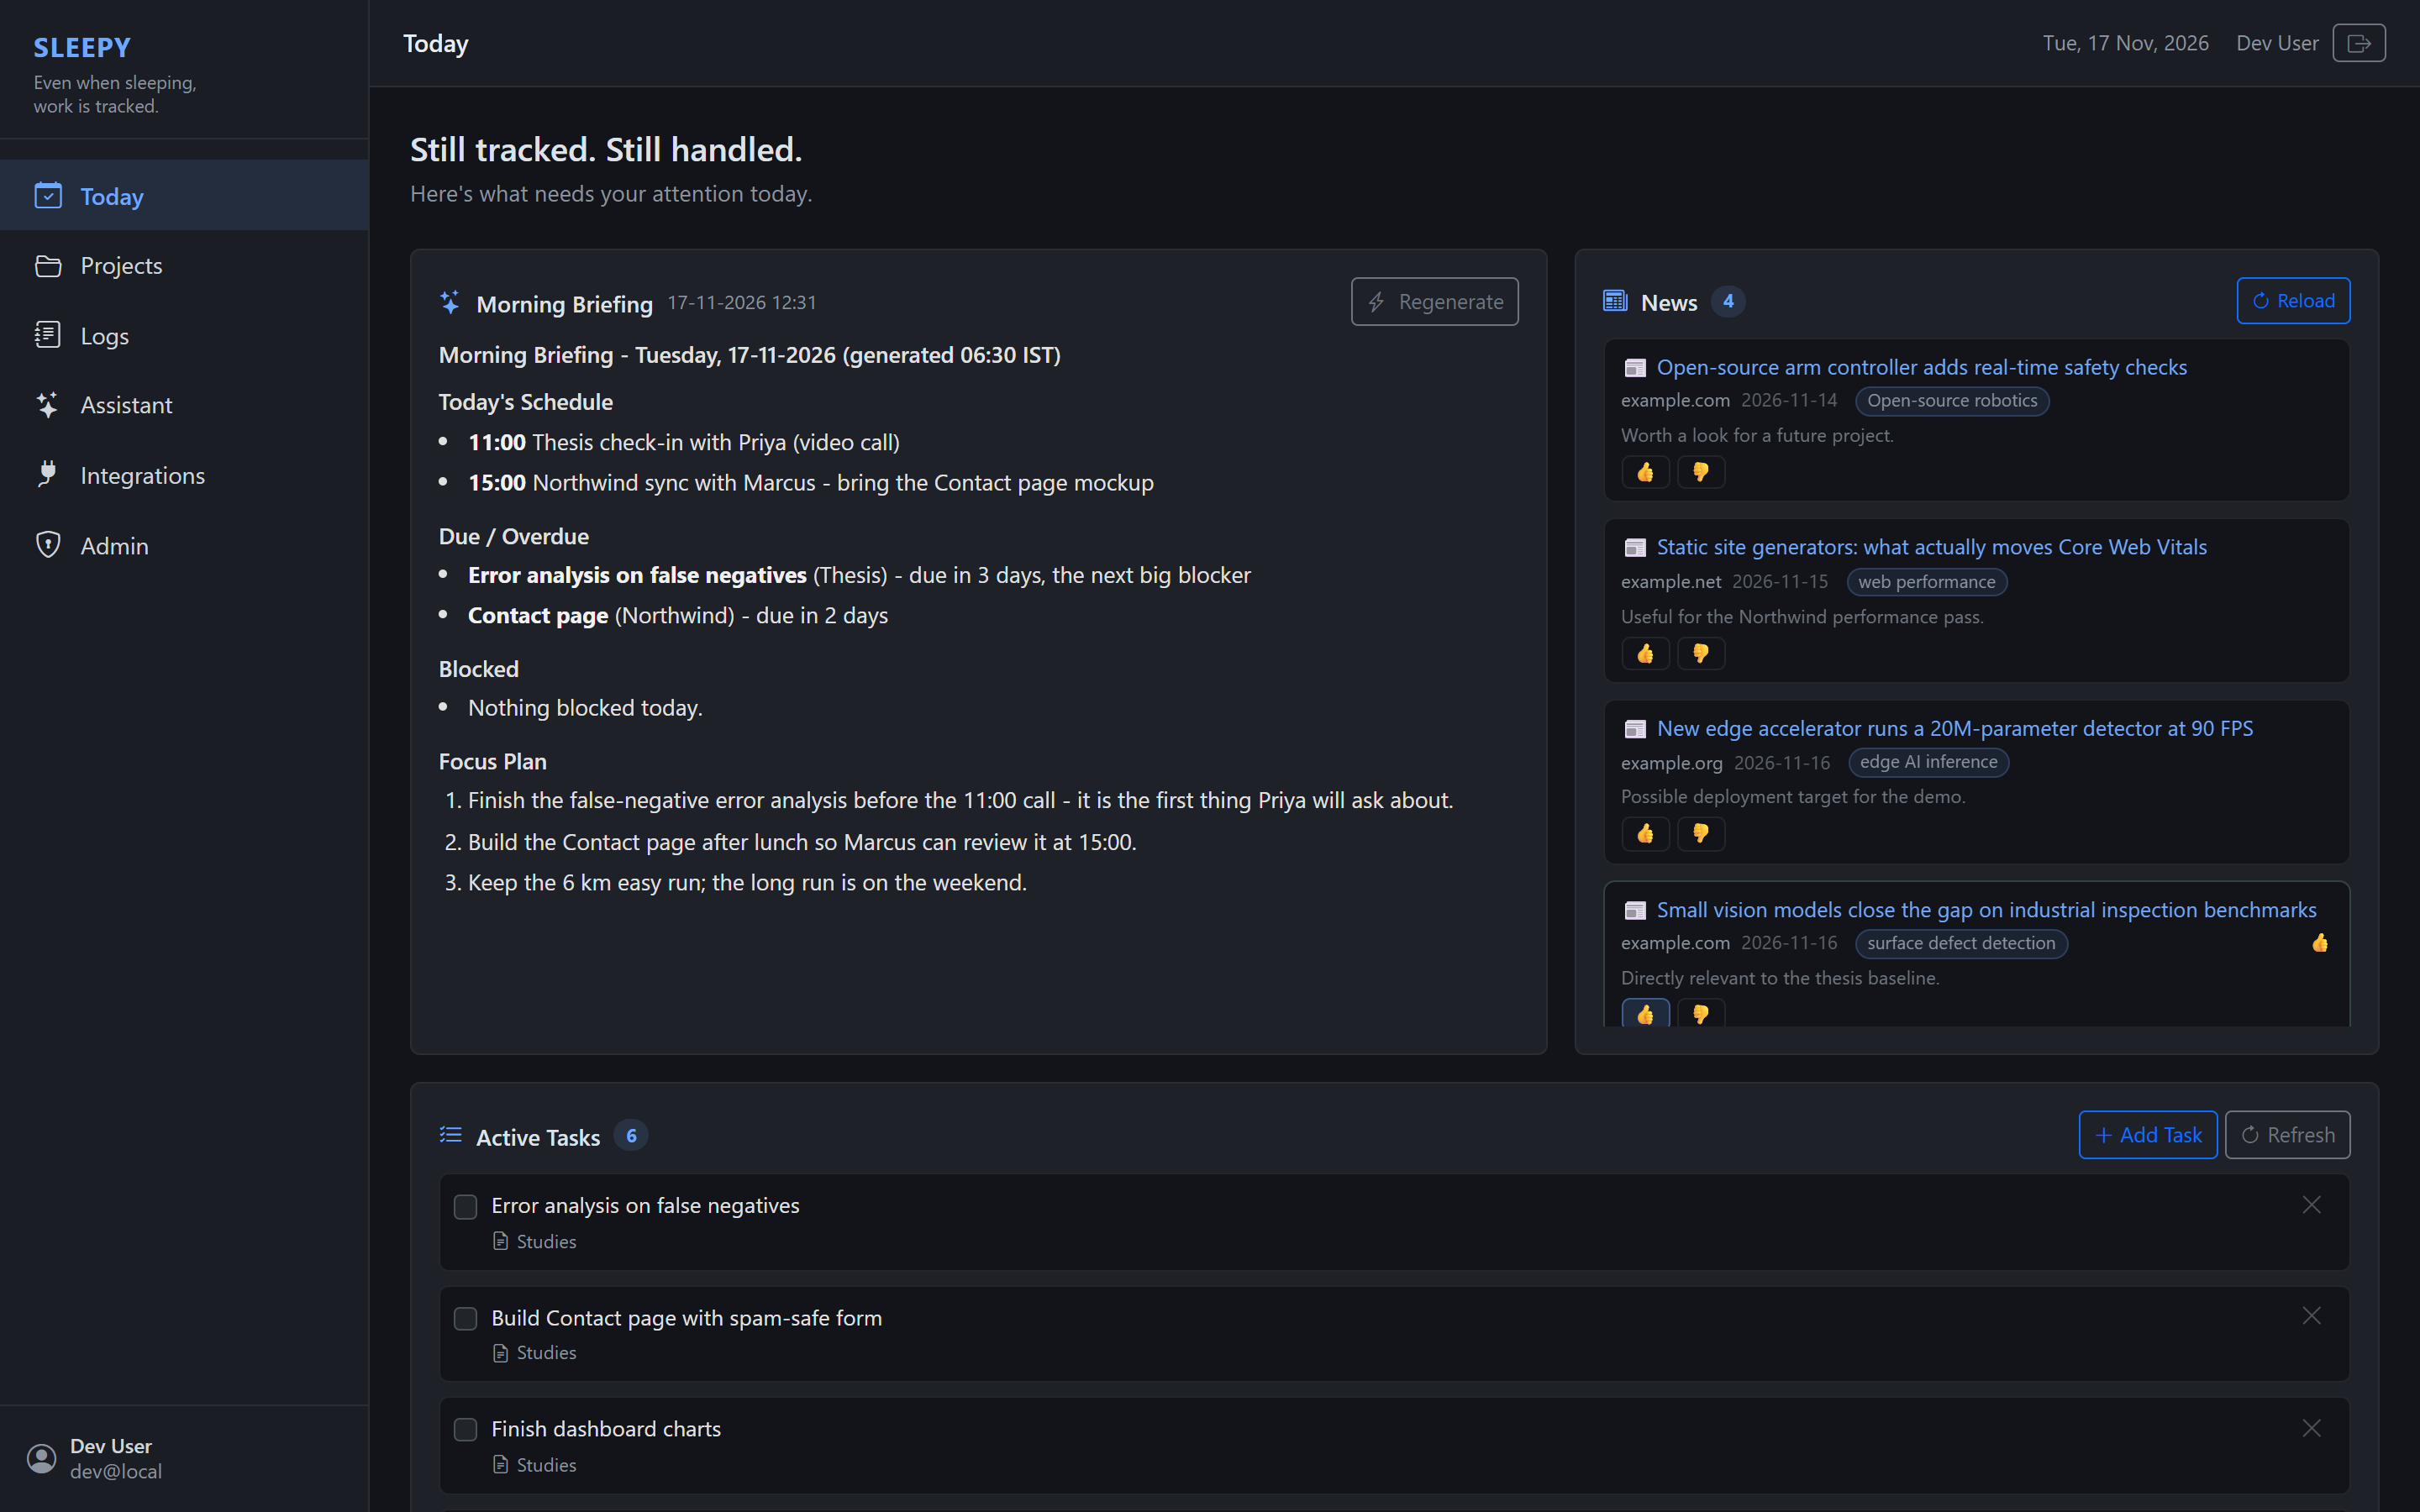 SLEEPY
Even when sleeping,
work is tracked.
Today
Projects
Logs
Assistant
Integrations
Admin
Dev User
dev@local
Today
Tue, 17 Nov, 2026 Dev User
Still tracked. Still handled.
Here's what needs your attention today.
Morning Briefing 17-11-2026 12:31
Regenerate
Morning Briefing - Tuesday, 17-11-2026 (generated 06:30 IST)
Today's Schedule
• 11:00 Thesis check-in with Priya (video call)
• 15:00 Northwind sync with Marcus - bring the Contact page mockup
Due / Overdue
• Error analysis on false negatives (Thesis) - due in 3 days, the next big blocker
• Contact page (Northwind) - due in 2 days
Blocked
• Nothing blocked today.
Focus Plan
1. Finish the false-negative error analysis before the 11:00 call - it is the first thing Priya will ask about.
2. Build the Contact page after lunch so Marcus can review it at 15:00.
3. Keep the 6 km easy run; the long run is on the weekend.
News 4
Reload
Open-source arm controller adds real-time safety checks
example.com 2026-11-14 Open-source robotics
Worth a look for a future project.
Static site generators: what actually moves Core Web Vitals
example.net 2026-11-15 web performance
Useful for the Northwind performance pass.
New edge accelerator runs a 20M-parameter detector at 90 FPS
example.org 2026-11-16 edge AI inference
Possible deployment target for the demo.
Small vision models close the gap on industrial inspection benchmarks
example.com 2026-11-16 surface defect detection
Directly relevant to the thesis baseline.
Active Tasks 6
+ Add Task
Refresh
Error analysis on false negatives
Studies
Build Contact page with spam-safe form
Studies
Finish dashboard charts
Studies